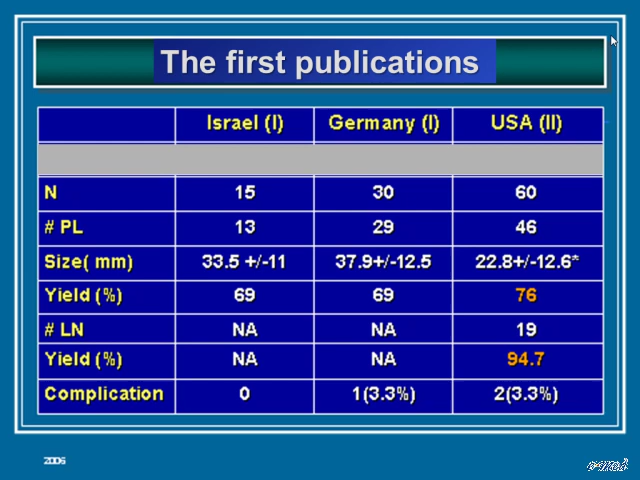 The first publications
Israel (I) Germany (I) USA (II)
N 15 30 60
# PL 13 29 46
Size( mm) 33.5 +/-11 37.9+/-12.5 22.8+/-12.6*
Yield (%) 69 69 76
# LN NA NA 19
Yield (%) NA NA 94.7
Complication 0 1(3.3%) 2(3.3%)
2006